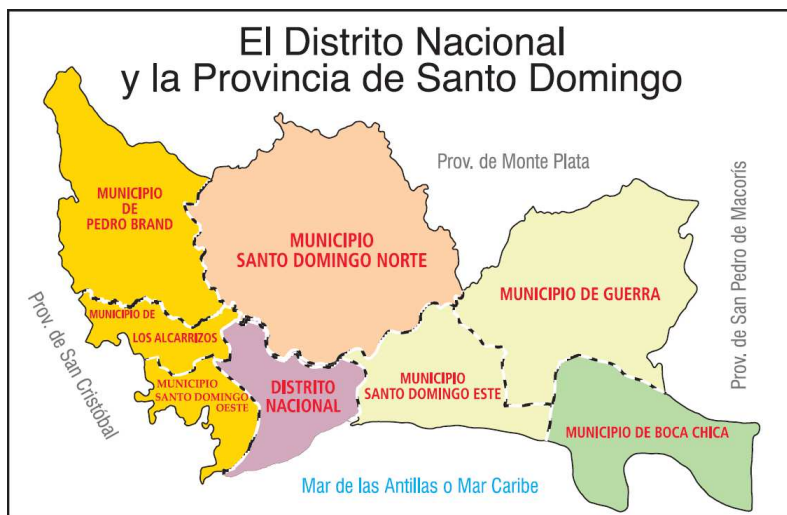 El Distrito Nacional
y la Provincia de Santo Domingo
Prov. de Monte Plata
Prov. de San Pedro de Macoris
MUNICIPIO
DE
PEDRO BRAND
MUNICIPIO
SANTO DOMINGO NORTE
MUNICIPIO DE GUERRA
Prov. de San Cristóbal
MUNICIPIO DE
LOS ALCARRIZOS
MUNICIPIO
SANTO DOMINGO
OESTE
DISTRITO
NACIONAL
MUNICIPIO
SANTO DOMINGO ESTE
MUNICIPIO DE BOCA CHICA
Mar de las Antillas o Mar Caribe